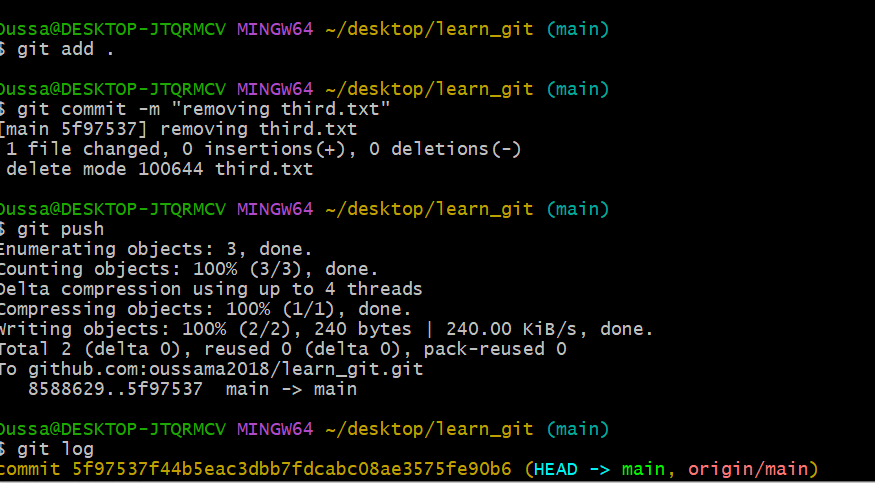 Oussa@DESKTOP-JTQRMCV MINGW64 ~/desktop/learn_git (main)
$ git add .
Oussa@DESKTOP-JTQRMCV MINGW64 ~/desktop/learn_git (main)
$ git commit -m "removing third.txt"
[main 5f97537] removing third.txt
1 file changed, 0 insertions(+), 0 deletions(-)
delete mode 100644 third.txt
Oussa@DESKTOP-JTQRMCV MINGW64 ~/desktop/learn_git (main)
$ git push
Enumerating objects: 3, done.
Counting objects: 100% (3/3), done.
Delta compression using up to 4 threads
Compressing objects: 100% (1/1), done.
Writing objects: 100% (2/2), 240 bytes | 240.00 KiB/s, done.
Total 2 (delta 0), reused 0 (delta 0), pack-reused 0
To github.com:oussama2018/learn_git.git
8588629..5f97537  main -> main
Oussa@DESKTOP-JTQRMCV MINGW64 ~/desktop/learn_git (main)
$ git log
commit 5f97537f44b5eac3dbb7fdcabc08ae3575fe90b6 (HEAD -> main, origin/main)